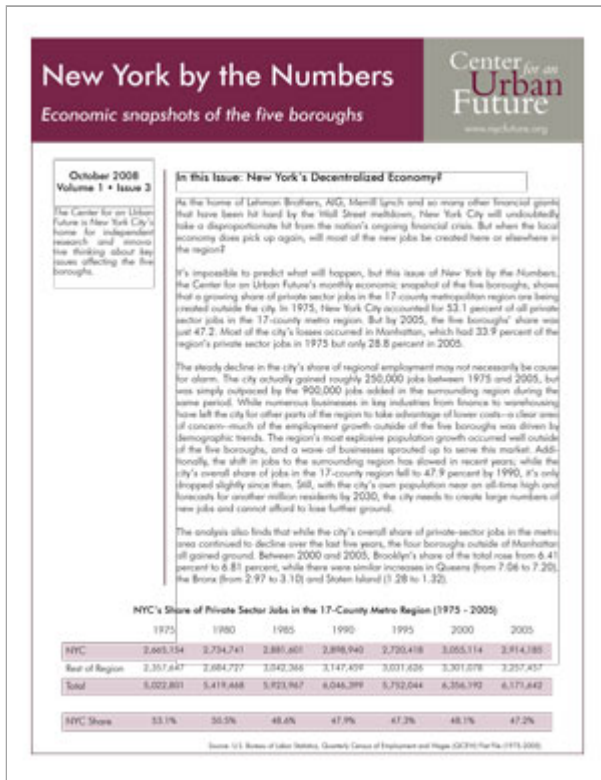 New York by the Numbers
Economic snapshots of the five boroughs
Center for an
Urban
Future
www.nycfuture.org
October 2008
Volume 1 • Issue 3
The Center for an Urban
Future is New York City's
home for independent
research and innova-
tive thinking about key
issues affecting the five
boroughs.
In this Issue: New York's Decentralized Economy?
As the home of Lehman Brothers, AIG, Merrill Lynch and so many other financial giants
that have been hit hard by the Wall Street meltdown, New York City will undoubtedly
take a disproportionate hit from the nation's ongoing financial crisis. But when the local
economy does pick up again, will most of the new jobs be created here or elsewhere in
the region?
It's impossible to predict what will happen, but this issue of New York by the Numbers,
the Center for an Urban Future's monthly economic snapshot of the five boroughs, shows
that a growing share of private sector jobs in the 17-county metropolitan region are being
created outside the city. In 1975, New York City accounted for 53.1 percent of all private
sector jobs in the 17-county metro region. But by 2005, the five boroughs' share was
just 47.2. Most of the city's losses occurred in Manhattan, which had 33.9 percent of the
region's private sector jobs in 1975 but only 28.8 percent in 2005.
The steady decline in the city's share of regional employment may not necessarily be cause
for alarm. The city actually gained roughly 250,000 jobs between 1975 and 2005, but
was simply outpaced by the 900,000 jobs added in the surrounding region during the
same period. While numerous businesses in key industries from finance to warehousing
have left the city for other parts of the region to take advantage of lower costs—a clear area
of concern—much of the employment growth outside of the five boroughs was driven by
demographic trends. The region's most explosive population growth occurred well outside
of the five boroughs, and a wave of businesses sprouted up to serve this market. Addi-
tionally, the shift in jobs to the surrounding region has slowed in recent years; while the
city's overall share of jobs in the 17-county region fell to 47.9 percent by 1990, it's only
dropped slightly since then. Still, with the city's own population near an all-time high and
forecasts for another million residents by 2030, the city needs to create large numbers of
new jobs and cannot afford to lose further ground.
The analysis also finds that while the city's overall share of private-sector jobs in the metro
area continued to decline over the last five years, the four boroughs outside of Manhattan
all gained ground. Between 2000 and 2005, Brooklyn's share of the total rose from 6.41
percent to 6.81 percent, while there were similar increases in Queens (from 7.06 to 7.20),
the Bronx (from 2.97 to 3.10) and Staten Island (1.28 to 1.32).
NYC's Share of Private Sector Jobs in the 17-County Metro Region (1975 - 2005)
1975 1980 1985 1990 1995 2000 2005
NYC 2,665,154 2,734,741 2,881,601 2,898,940 2,720,418 3,055,114 2,914,185
Rest of Region 2,357,647 2,684,727 3,042,366 3,147,459 3,031,626 3,301,078 3,257,457
Total 5,022,801 5,419,468 5,923,967 6,046,399 5,752,044 6,356,192 6,171,642
NYC Share 53.1% 50.5% 48.6% 47.9% 47.3% 48.1% 47.2%
Source: U.S. Bureau of Labor Statistics, Quarterly Census of Employment and Wages (QCEW) Flat File (1975-2008)